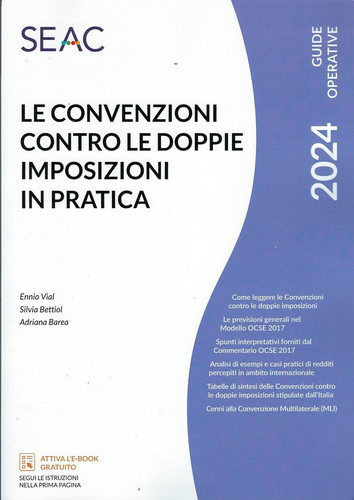 SEAC
GUIDE
OPERATIVE
2024
LE CONVENZIONI
CONTRO LE DOPPIE
IMPOSIZIONI
IN PRATICA
Ennio Vial
Silvia Bettiol
Adriana Barea
Come leggere le Convenzioni
contro le doppie imposizioni
Le previsioni generali nel
Modello OCSE 2017
Spunti interpretativi forniti dal
Commentario OCSE 2017
Analisi di esempi e casi pratici di redditi
percepiti in ambito internazionale
Tabelle di sintesi delle Convenzioni contro
le doppie imposizioni stipulate dall'Italia
Cenni alla Convenzione Multilaterale (MLI)
ATTIVA L'E-BOOK
GRATUITO
SEGUI LE ISTRUZIONI
NELLA PRIMA PAGINA